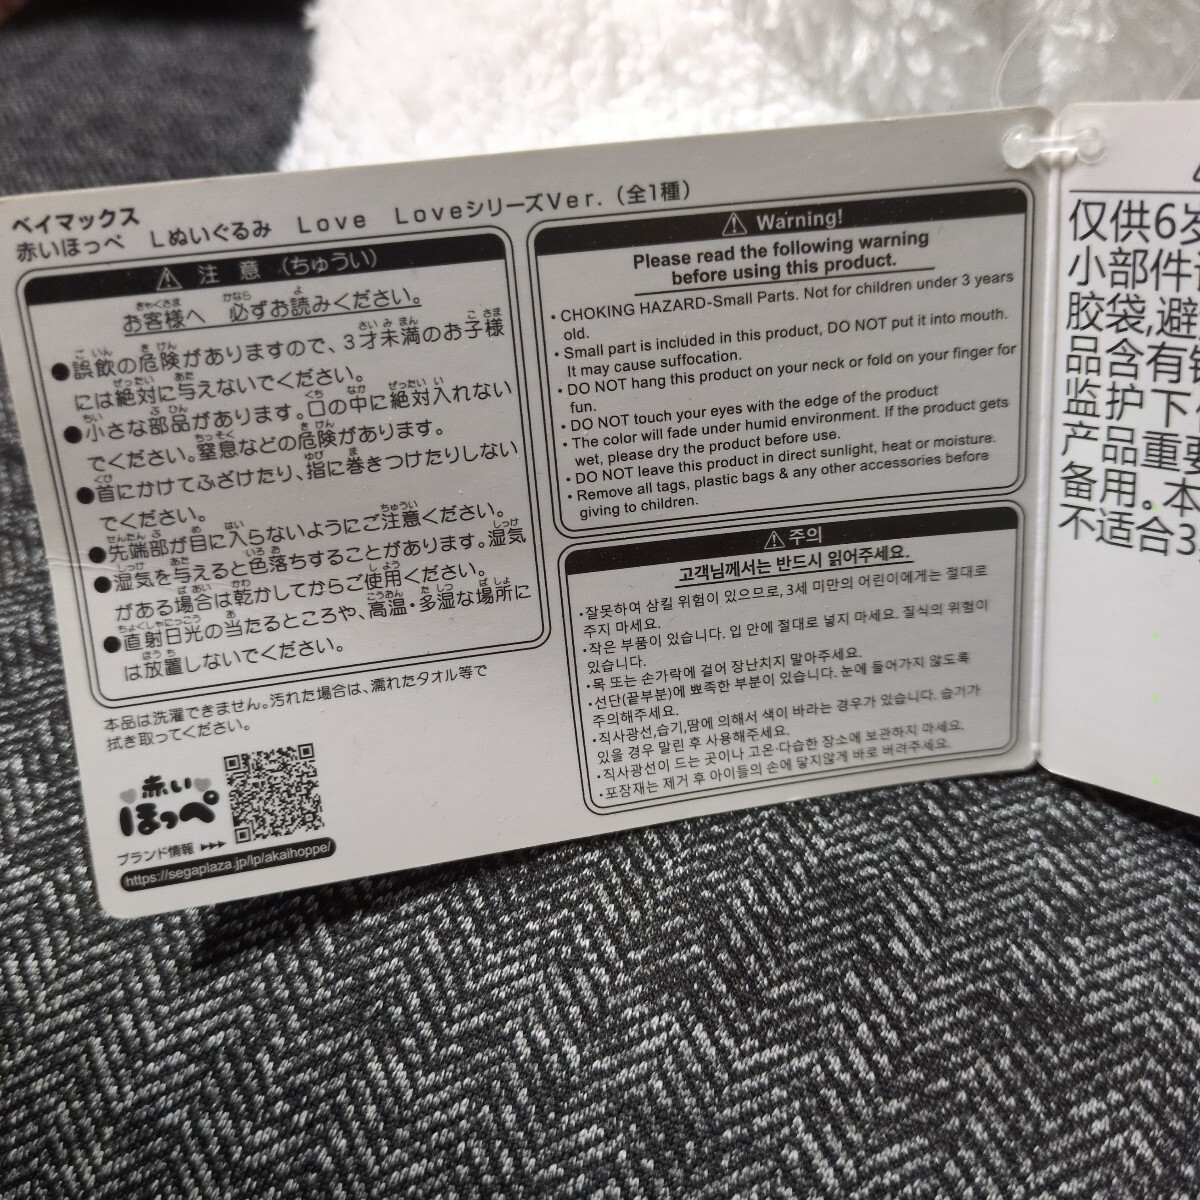 ベイマックス
赤いほっぺ Lぬいぐるみ Love LoveシリーズVer.（全1種）
注 意（ちゅうい）
お客様へ 必ずお読みください。
●誤飲の危険がありますので、3才未満のお子様
には絶対に与えないでください。
●小さな部品があります。口の中に絶対入れない
でください。窒息などの危険があります。
●首にかけてふざけたり、指に巻きつけたりしない
でください。
●先端部が目に入らないようにご注意ください。
●湿気を与えると色落ちすることがあります。湿気
がある場合は乾かしてからご使用ください。
●直射日光の当たるところや、高温・多湿な場所に
は放置しないでください。
本品は洗濯できません。汚れた場合は、濡れたタオル等で
拭き取ってください。
赤い
ほっぺ
ブランド情報
https://segaplaza.jp/lp/akaihoppe/
Warning!
Please read the following warning
before using this product.
・CHOKING HAZARD-Small Parts. Not for children under 3 years
old.
・Small part is included in this product, DO NOT put it into mouth.
It may cause suffocation.
・DO NOT hang this product on your neck or fold on your finger for
fun.
・DO NOT touch your eyes with the edge of the product
・The color will fade under humid environment. If the product gets
wet, please dry the product before use.
・DO NOT leave this product in direct sunlight, heat or moisture.
・Remove all tags, plastic bags & any other accessories before
giving to children.
주의
고객님께서는 반드시 읽어주세요.
・잘못하여 삼킬 위험이 있으므로, 3세 미만의 어린이에게는 절대로
주지 마세요.
・작은 부품이 있습니다. 입 안에 절대로 넣지 마세요. 질식의 위험이
있습니다.
・목 또는 손가락에 걸어 장난치지 말아주세요.
・선단(끝부분)에 뾰족한 부분이 있습니다. 눈에 들어가지 않도록
주의해주세요.
・직사광선,습기,땀에 의해서 색이 바라는 경우가 있습니다. 습기가
있을 경우 말린 후 사용해주세요.
・직사광선이 드는 곳이나 고온·다습한 장소에 보관하지 마세요.
・포장재는 제거 후 아이들의 손에 닿지않게 바로 버려주세요.
仅供6岁
小部件
胶袋,避
品含有
监护下
产品重要
备用。本
不适合3